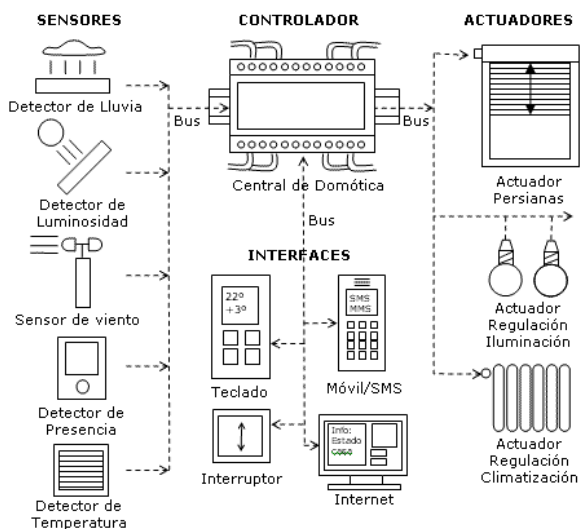 SENSORES
Detector de Lluvia
Detector de
Luminosidad
Sensor de viento
Detector de
Presencia
Detector de
Temperatura
CONTROLADOR
Bus
Bus
Central de Domótica
Bus
INTERFACES
22º
+3º
Teclado
SMS
MMS
Móvil/SMS
Interruptor
Info:
Estado
Internet
ACTUADORES
Actuador
Persianas
Actuador
Regulación
Iluminación
Actuador
Regulación
Climatización